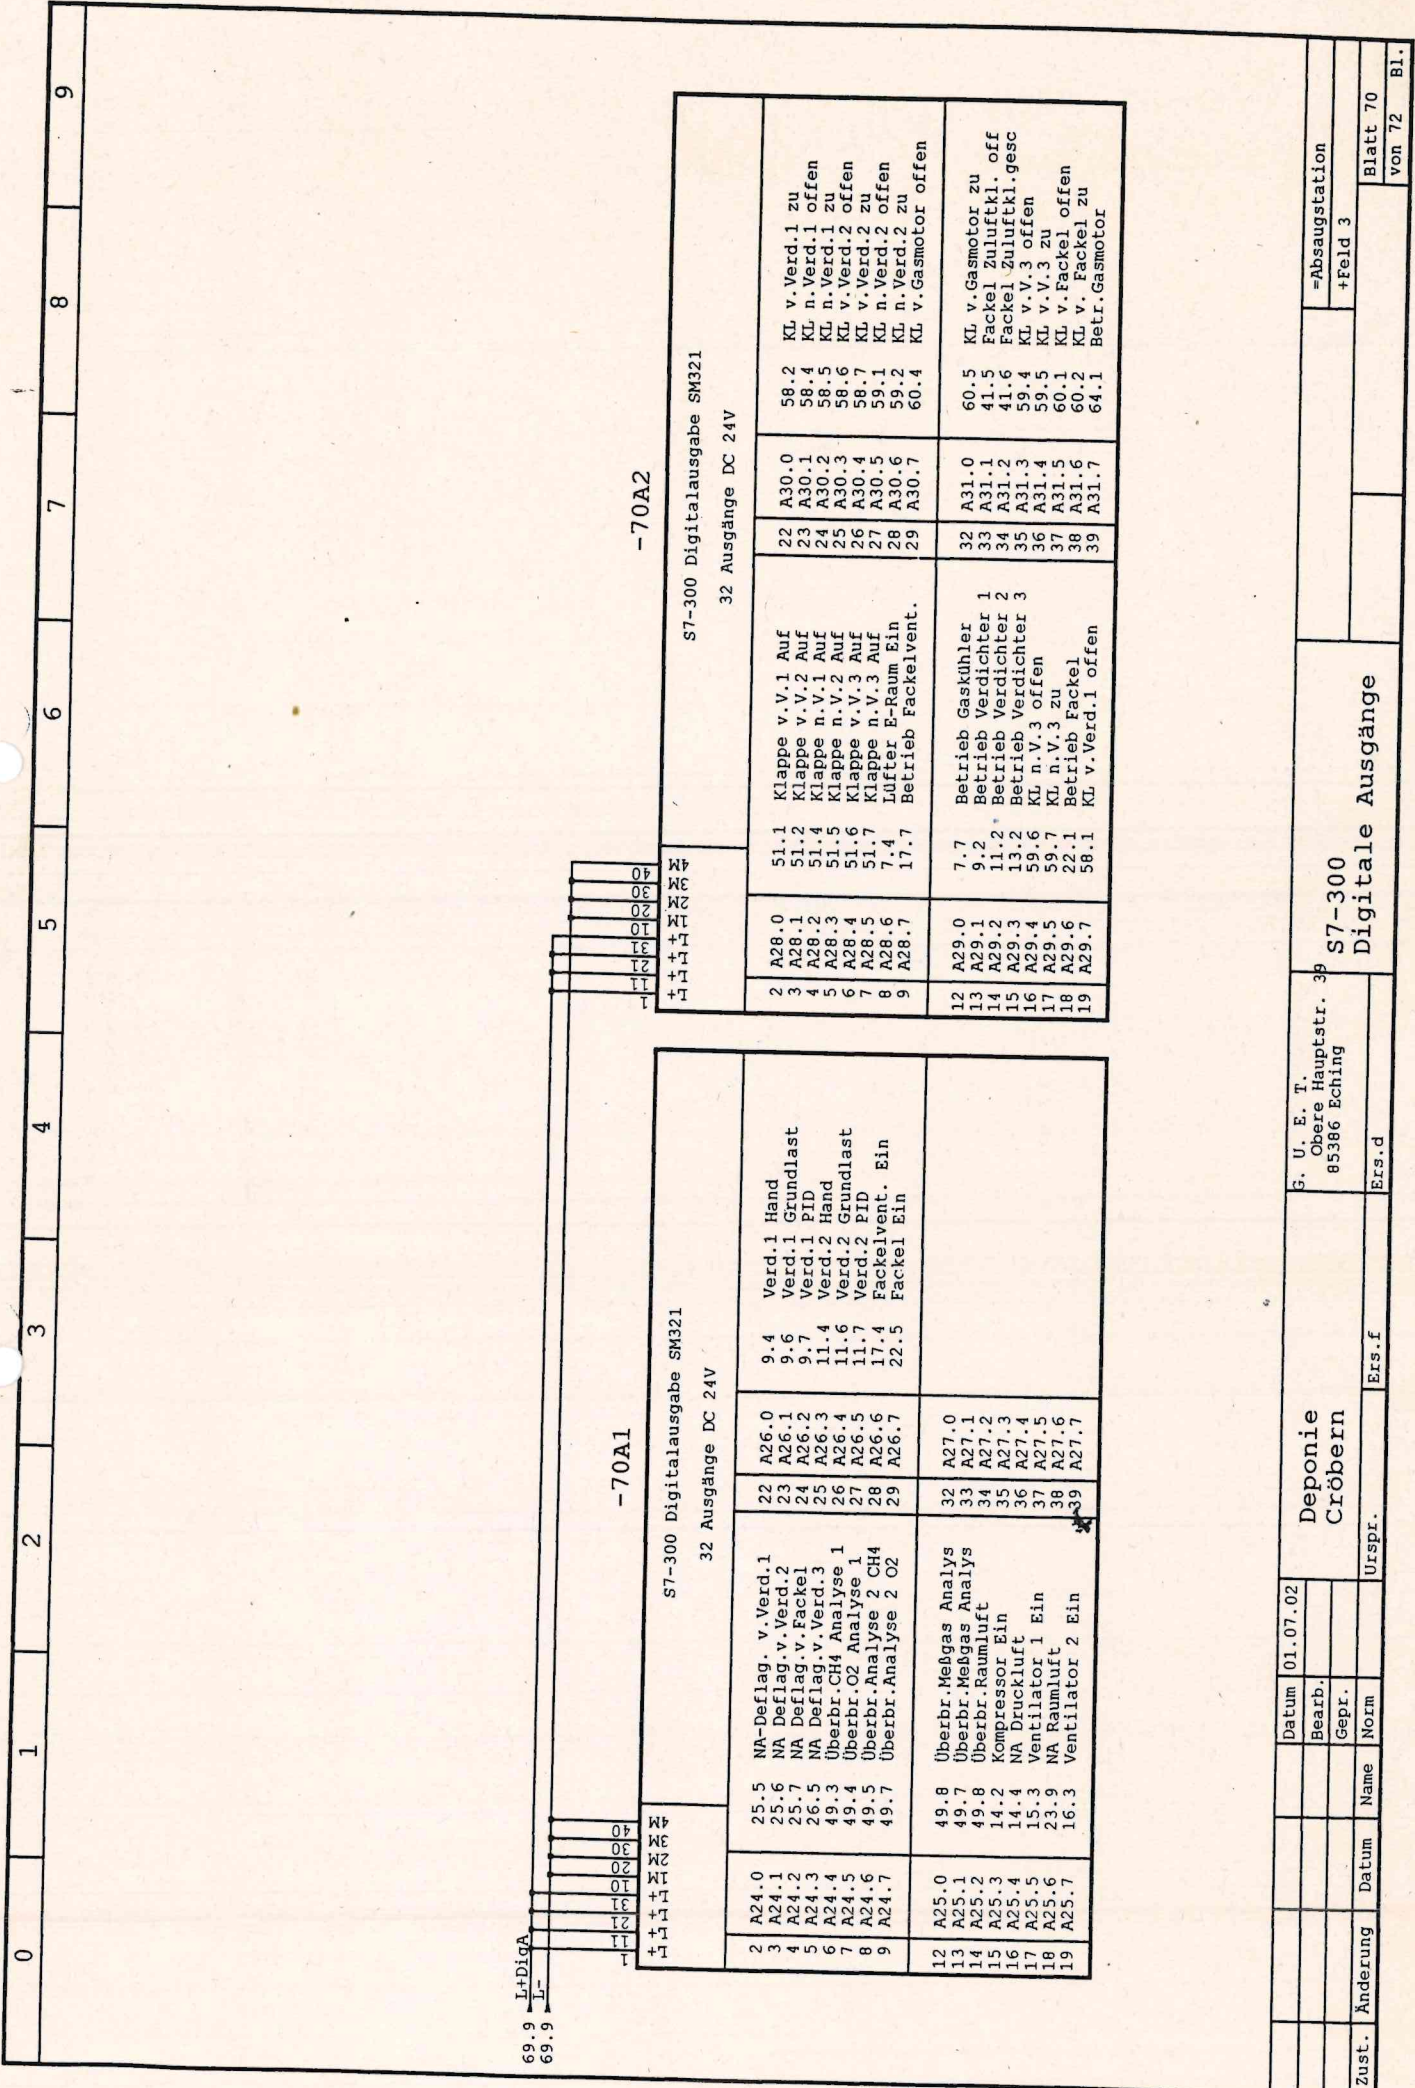 0 1 2 3 4 5 6 7 8 9
69.9 L+DigA
69.9 L-
-70A1
1 11 21 31 10 20 30 40
L+ L+ L+ L+ 1M 2M 3M 4M
S7-300 Digitalausgabe SM321
32 Ausgänge DC 24V
2 A24.0 25.5 NA-Deflag. v.Verd.1
3 A24.1 25.6 NA Deflag.v.Verd.2
4 A24.2 25.7 NA Deflag.v.Fackel
5 A24.3 26.5 NA Deflag.v.Verd.3
6 A24.4 49.3 Überbr.CH4 Analyse 1
7 A24.5 49.4 Überbr.O2 Analyse 1
8 A24.6 49.5 Überbr.Analyse 2 CH4
9 A24.7 49.7 Überbr.Analyse 2 O2
12 A25.0 49.8 Überbr.Meßgas Analys
13 A25.1 49.7 Überbr.Meßgas Analys
14 A25.2 49.8 Überbr.Raumluft
15 A25.3 14.2 Kompressor Ein
16 A25.4 14.4 NA Druckluft
17 A25.5 15.3 Ventilator 1 Ein
18 A25.6 23.9 NA Raumluft
19 A25.7 16.3 Ventilator 2 Ein
22 A26.0 9.4 Verd.1 Hand
23 A26.1 9.6 Verd.1 Grundlast
24 A26.2 9.7 Verd.1 PID
25 A26.3 11.4 Verd.2 Hand
26 A26.4 11.6 Verd.2 Grundlast
27 A26.5 11.7 Verd.2 PID
28 A26.6 17.4 Fackelvent. Ein
29 A26.7 22.5 Fackel Ein
32 A27.0
33 A27.1
34 A27.2
35 A27.3
36 A27.4
37 A27.5
38 A27.6
39 A27.7
-70A2
1 11 21 31 10 20 30 40
L+ L+ L+ L+ 1M 2M 3M 4M
S7-300 Digitalausgabe SM321
32 Ausgänge DC 24V
2 A28.0 51.1 Klappe v.V.1 Auf
3 A28.1 51.2 Klappe v.V.2 Auf
4 A28.2 51.4 Klappe n.V.1 Auf
5 A28.3 51.5 Klappe n.V.2 Auf
6 A28.4 51.6 Klappe v.V.3 Auf
7 A28.5 51.7 Klappe n.V.3 Auf
8 A28.6 7.4 Lüfter E-Raum Ein
9 A28.7 17.7 Betrieb Fackelvent.
12 A29.0 7.7 Betrieb Gaskühler
13 A29.1 9.2 Betrieb Verdichter 1
14 A29.2 11.2 Betrieb Verdichter 2
15 A29.3 13.2 Betrieb Verdichter 3
16 A29.4 59.6 KL n.V.3 offen
17 A29.5 59.7 KL n.V.3 zu
18 A29.6 22.1 Betrieb Fackel
19 A29.7 58.1 KL v.Verd.1 offen
22 A30.0 58.2 KL v.Verd.1 zu
23 A30.1 58.4 KL n.Verd.1 offen
24 A30.2 58.5 KL n.Verd.1 zu
25 A30.3 58.6 KL v.Verd.2 offen
26 A30.4 58.7 KL v.Verd.2 zu
27 A30.5 59.1 KL n.Verd.2 offen
28 A30.6 59.2 KL n.Verd.2 zu
29 A30.7 60.4 KL v.Gasmotor offen
32 A31.0 60.5 KL v.Gasmotor zu
33 A31.1 41.5 Fackel Zuluftkl. off
34 A31.2 41.6 Fackel Zuluftkl.gesc
35 A31.3 59.4 KL v.V.3 offen
36 A31.4 59.5 KL v.V.3 zu
37 A31.5 60.1 KL v.Fackel offen
38 A31.6 60.2 KL v. Fackel zu
39 A31.7 64.1 Betr.Gasmotor
Zust. Änderung Datum Name Norm
Datum 01.07.02
Bearb.
Gepr.
Deponie
Cröbern
Urspr. Ers.f Ers.d
G. U. E. T.
Obere Hauptstr. 39
85386 Eching
S7-300
Digitale Ausgänge
=Absaugstation
+Feld 3
Blatt 70
von 72 Bl.